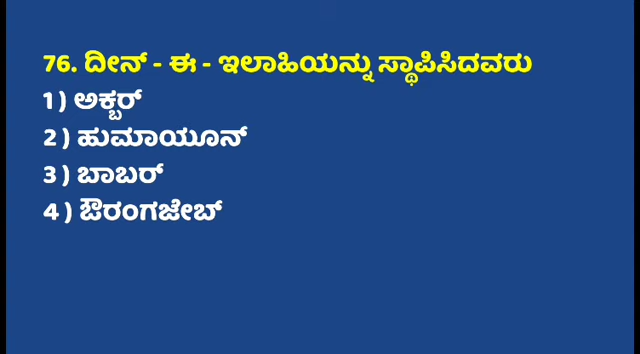 76. ದೀನ್ - ಈ - ಇಲಾಹಿಯನ್ನು ಸ್ಥಾಪಿಸಿದವರು
1 ) ಅಕ್ಬರ್
2 ) ಹುಮಾಯೂನ್
3 ) ಬಾಬರ್
4 ) ಔರಂಗಜೇಬ್